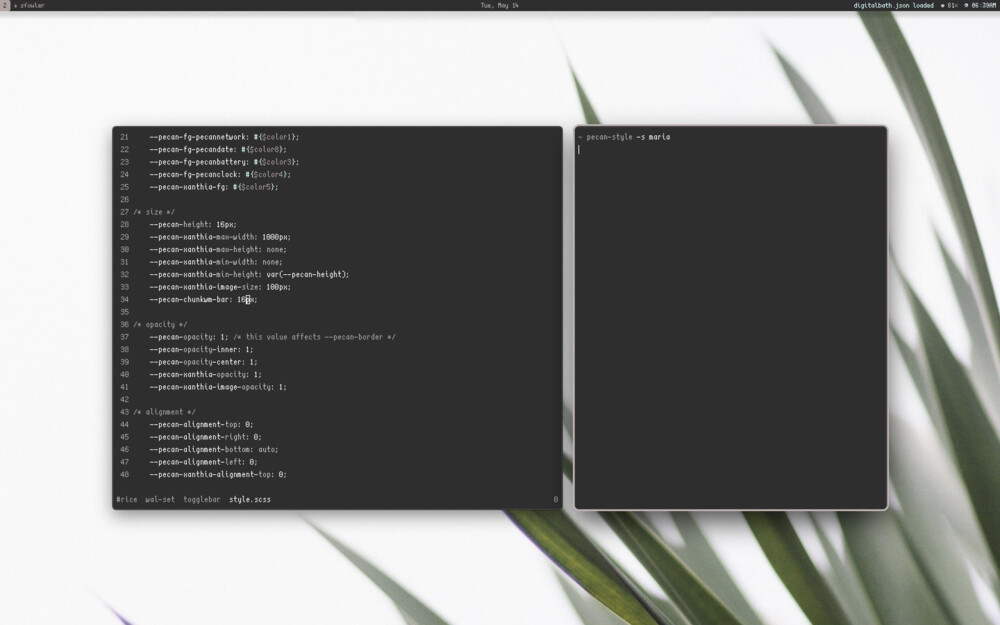 2 + zfowler
Tue, May 14
digitalbath.json loaded 81% 06:39AM
21 --pecan-fg-pecannetwork: #{$color1};
22 --pecan-fg-pecandate: #{$color8};
23 --pecan-fg-pecanbattery: #{$color3};
24 --pecan-fg-pecanclock: #{$color4};
25 --pecan-xanthia-fg: #{$color5};
26
27 /* size */
28 --pecan-height: 16px;
29 --pecan-xanthia-max-width: 1000px;
30 --pecan-xanthia-max-height: none;
31 --pecan-xanthia-min-width: none;
32 --pecan-xanthia-min-height: var(--pecan-height);
33 --pecan-xanthia-image-size: 100px;
34 --pecan-chunkwm-bar: 16px;
35
36 /* opacity */
37 --pecan-opacity: 1; /* this value affects --pecan-border */
38 --pecan-opacity-inner: 1;
39 --pecan-opacity-center: 1;
40 --pecan-xanthia-opacity: 1;
41 --pecan-xanthia-image-opacity: 1;
42
43 /* alignment */
44 --pecan-alignment-top: 0;
45 --pecan-alignment-right: 0;
46 --pecan-alignment-bottom: auto;
47 --pecan-alignment-left: 0;
48 --pecan-xanthia-alignment-top: 0;
#rice wal-set togglebar style.scss 0
~ pecan-style -s maria